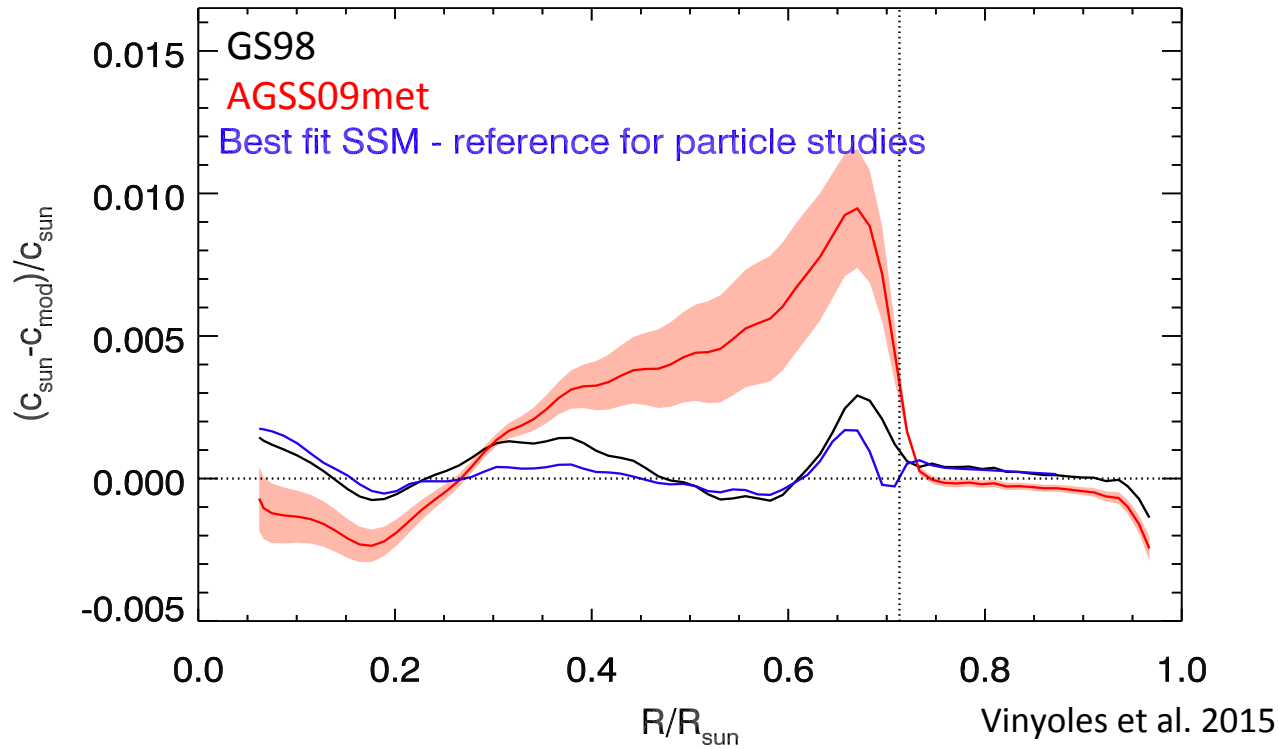 GS98
AGSS09met
Best fit SSM - reference for particle studies
0.015
0.010
0.005
0.000
-0.005
(c_sun-c_mod)/c_sun
0.0 0.2 0.4 0.6 0.8 1.0
R/R_sun
Vinyoles et al. 2015